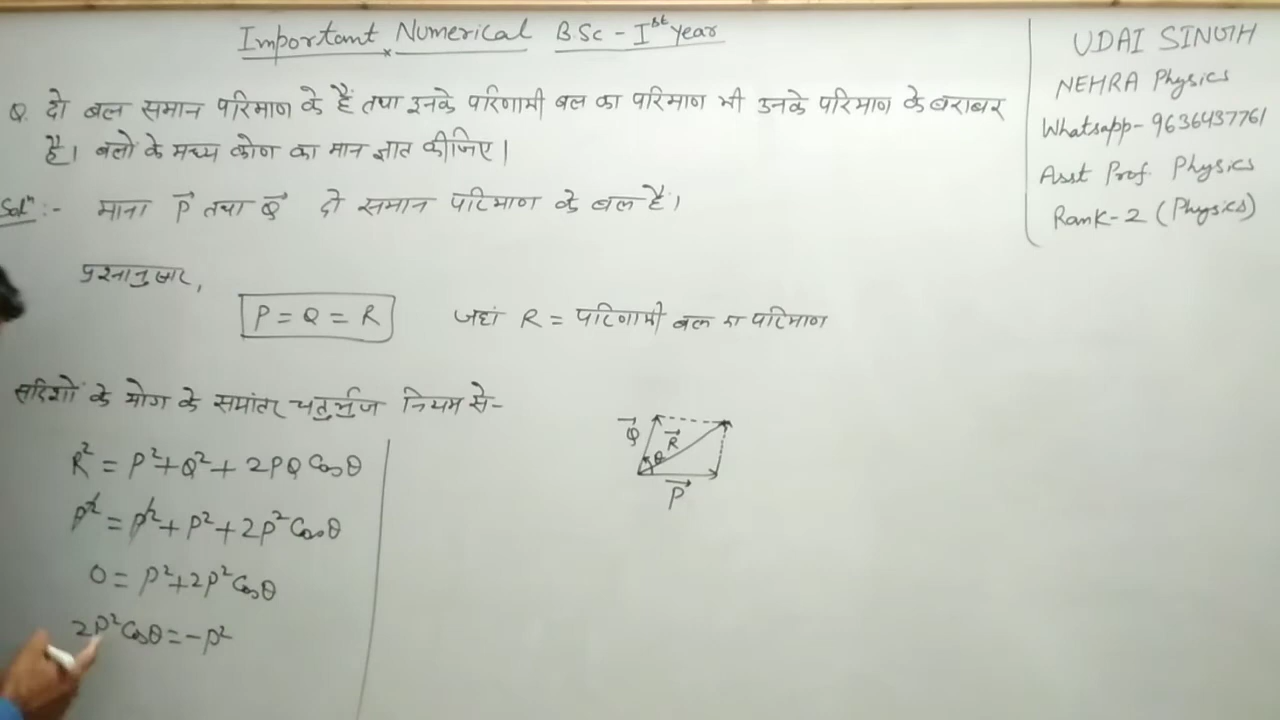 Important Numerical BSc - Ist Year
Q. दो बल समान परिमाण के हैं तथा इनके परिणामी बल का परिमाण भी उनके परिमाण के बराबर
है। बलो के मध्य कोण का मान ज्ञात कीजिए।
Solⁿ:- माना P⃗ तथा Q⃗ दो समान परिमाण के बल है।
प्रश्नानुसार,
P = Q = R जहां R = परिणामी बल का परिमाण
सदिशों के योग के समांतर चतुर्भुज नियम से-
R² = P² + Q² + 2PQ Cosθ
P² = P² + P² + 2P² Cosθ
0 = P² + 2P² Cosθ
2P² Cosθ = -P²
Q⃗ R⃗
θ
P⃗
UDAI SINGH
NEHRA Physics
Whatsapp- 9636437761
Asst Prof. Physics
Rank-2 (Physics)